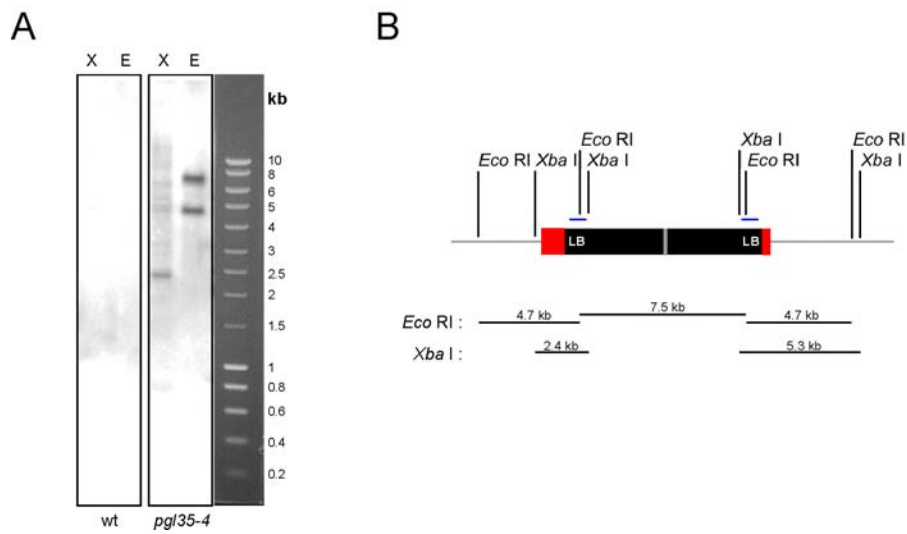 A
X E X E
kb
10
8
6
5
4
3
2.5
2
1.5
1
0.8
0.6
0.4
0.2
wt pgl35-4
B
Eco RI Xba I Eco RI Xba I Xba I Eco RI Eco RI Xba I
LB LB
Eco RI : 4.7 kb 7.5 kb 4.7 kb
Xba I : 2.4 kb 5.3 kb